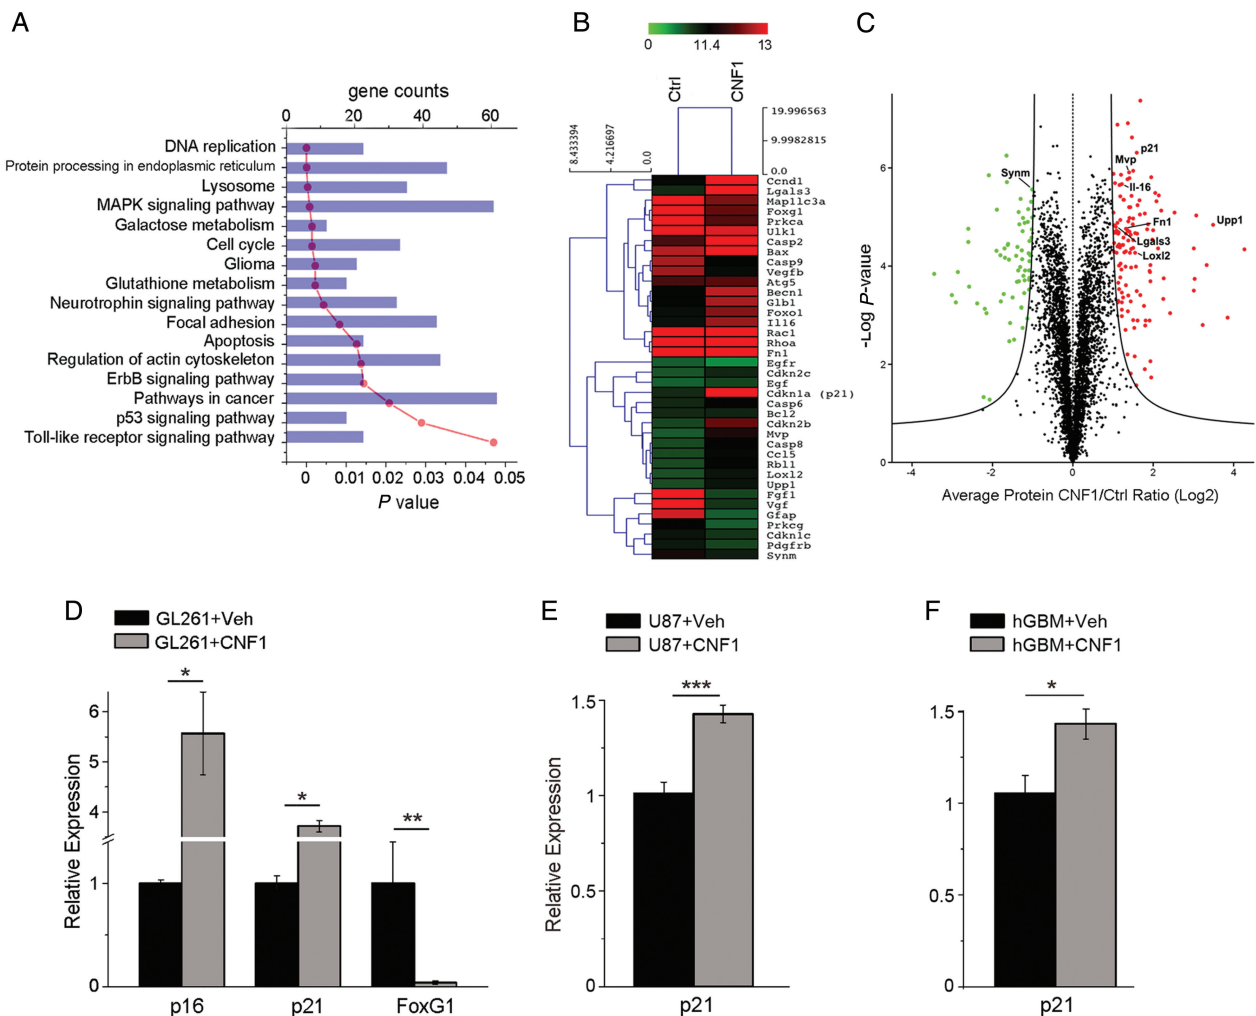 A
gene counts
0 20 40 60
DNA replication
Protein processing in endoplasmic reticulum
Lysosome
MAPK signaling pathway
Galactose metabolism
Cell cycle
Glioma
Glutathione metabolism
Neurotrophin signaling pathway
Focal adhesion
Apoptosis
Regulation of actin cytoskeleton
ErbB signaling pathway
Pathways in cancer
p53 signaling pathway
Toll-like receptor signaling pathway
0 0.01 0.02 0.03 0.04 0.05
P value
B
0 11.4 13
Ctrl
CNF1
8.433394
4.216697
0.0
19.996563
9.9982815
0.0
Ccnd1
Lgals3
Map1lc3a
Foxg1
Prkca
Ulk1
Casp2
Bax
Casp9
Vegfb
Atg5
Becn1
Glb1
Foxo1
Il16
Rac1
Rhoa
Fn1
Egfr
Cdkn2c
Egf
Cdkn1a (p21)
Casp6
Bcl2
Cdkn2b
Mvp
Casp8
Ccl5
Rbl1
Loxl2
Upp1
Fgf1
Vgf
Gfap
Prkcg
Cdkn1c
Pdgfrb
Synm
C
-Log P-value
6
4
2
0
p21
Mvp
Synm
Il-16
Fn1
Upp1
Lgals3
Loxl2
-4 -2 0 2 4
Average Protein CNF1/Ctrl Ratio (Log2)
D
GL261+Veh
GL261+CNF1
Relative Expression
6
5
4
1
0
*
*
**
p16 p21 FoxG1
E
U87+Veh
U87+CNF1
Relative Expression
1.5
1
0.5
0
***
p21
F
hGBM+Veh
hGBM+CNF1
1.5
1
0.5
0
*
p21